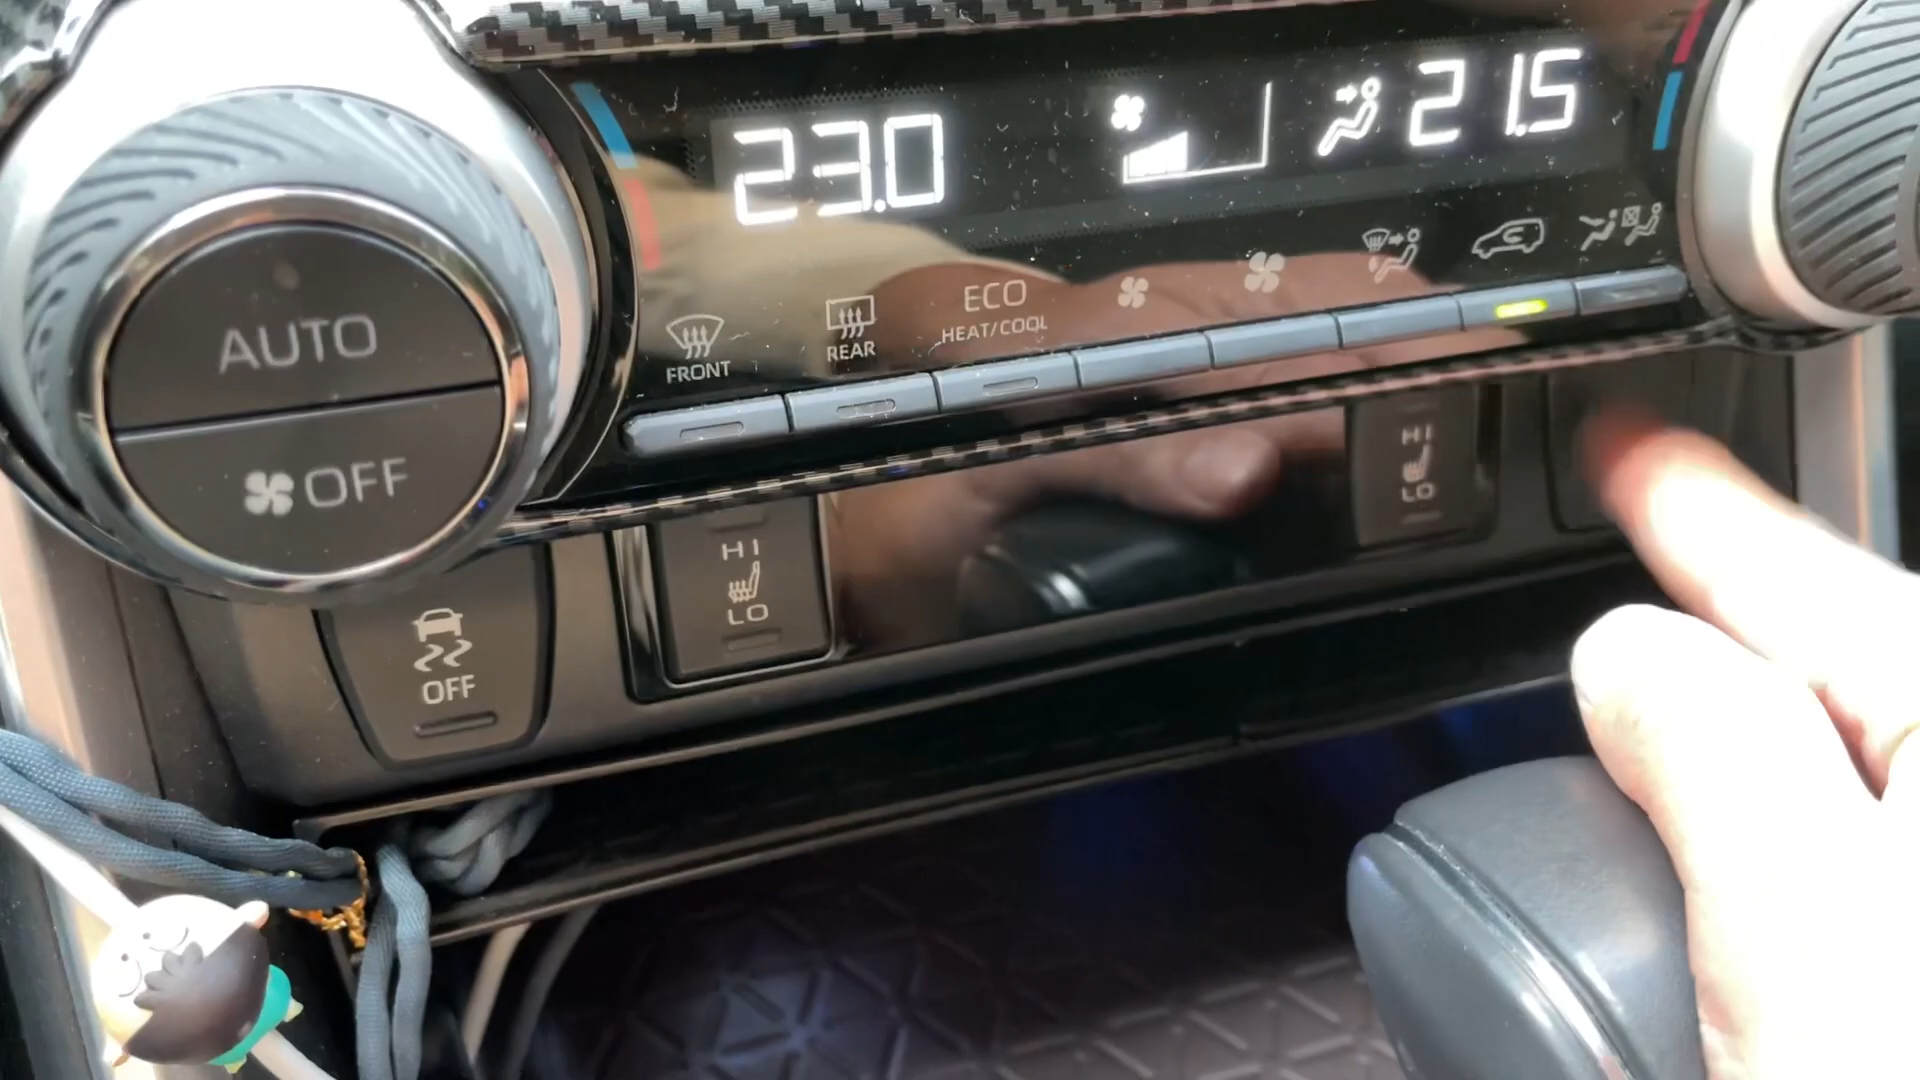 23.0
21.5
AUTO
OFF
FRONT
REAR
ECO
HEAT/COOL
HI
LO
HI
LO
OFF